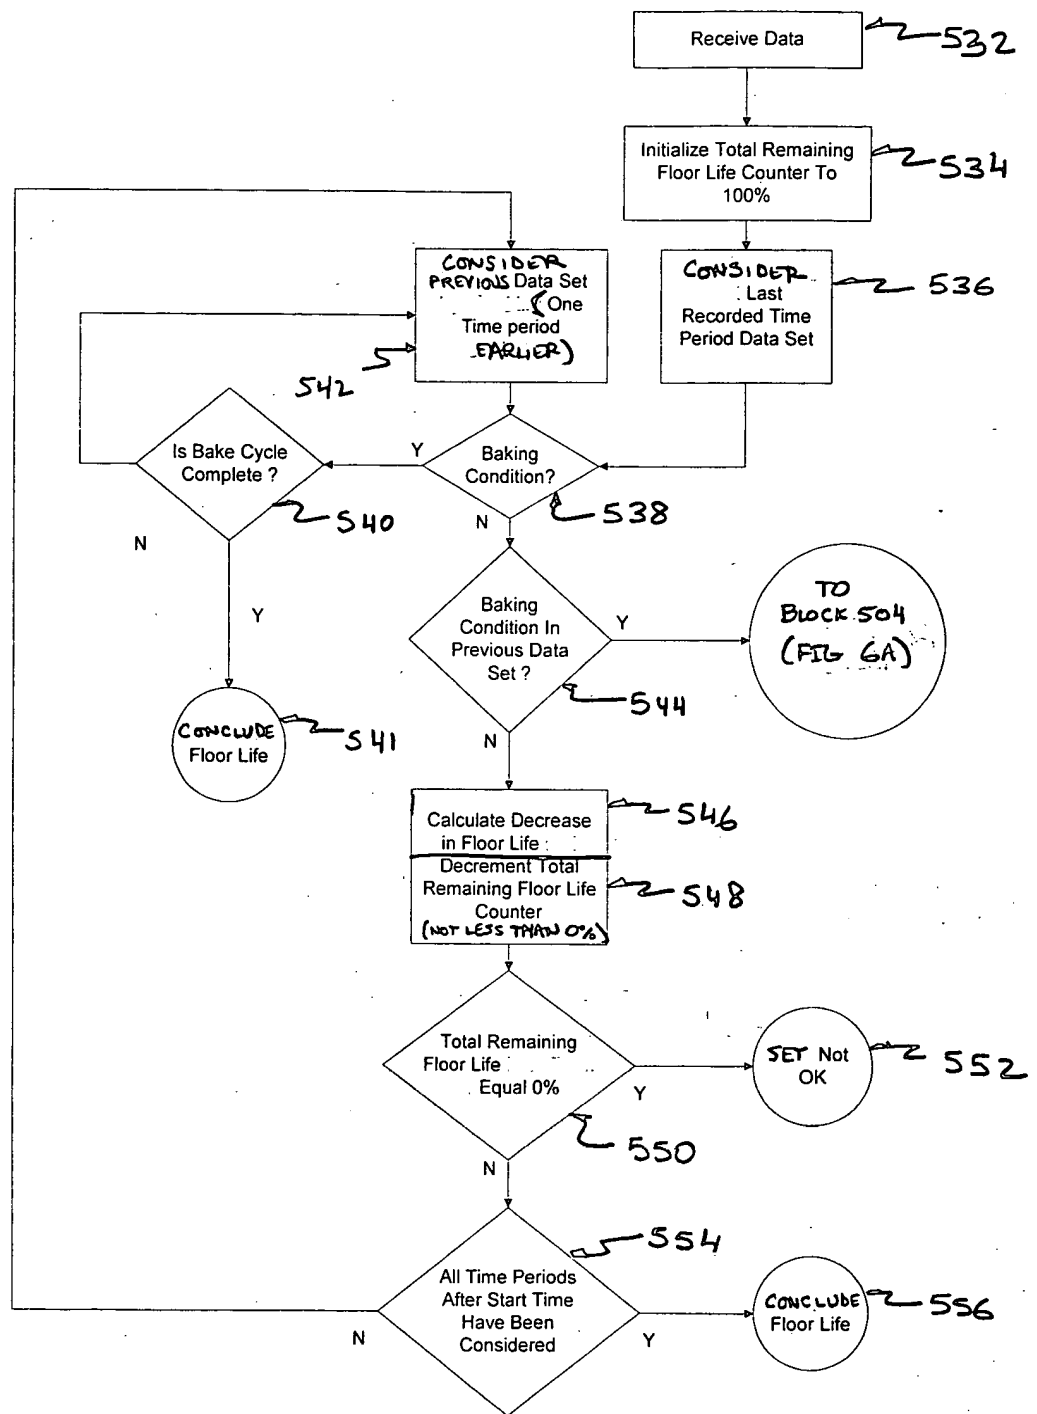 Receive Data
532
Initialize Total Remaining
Floor Life Counter To
100%
534
CONSIDER
PREVIOUS Data Set
(One
Time period
EARLIER)
542
CONSIDER
Last
Recorded Time
Period Data Set
536
Is Bake Cycle
Complete ?
540
Y
Baking
Condition?
538
N
N
Y
Baking
Condition In
Previous Data
Set ?
544
Y
TO
BLOCK 504
(FIG 6A)
CONCLUDE
Floor Life
541
N
Calculate Decrease
in Floor Life :
546
Decrement Total
Remaining Floor Life
Counter
(NOT LESS THAN 0%)
548
Total Remaining
Floor Life
Equal 0%
550
Y
SET Not
OK
552
N
554
All Time Periods
After Start Time
Have Been
Considered
N
Y
CONCLUDE
Floor Life
556